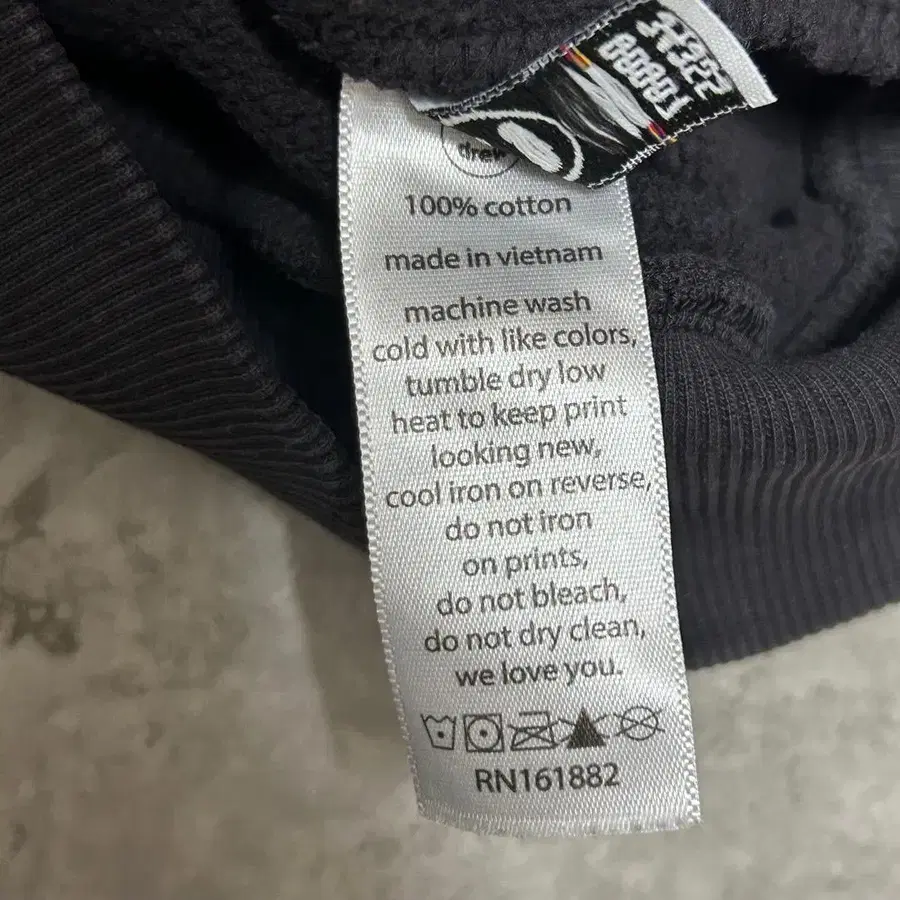 drew
100% cotton
made in vietnam
machine wash
cold with like colors,
tumble dry low
heat to keep print
looking new,
cool iron on reverse,
do not iron
on prints,
do not bleach,
do not dry clean,
we love you.
RN161882